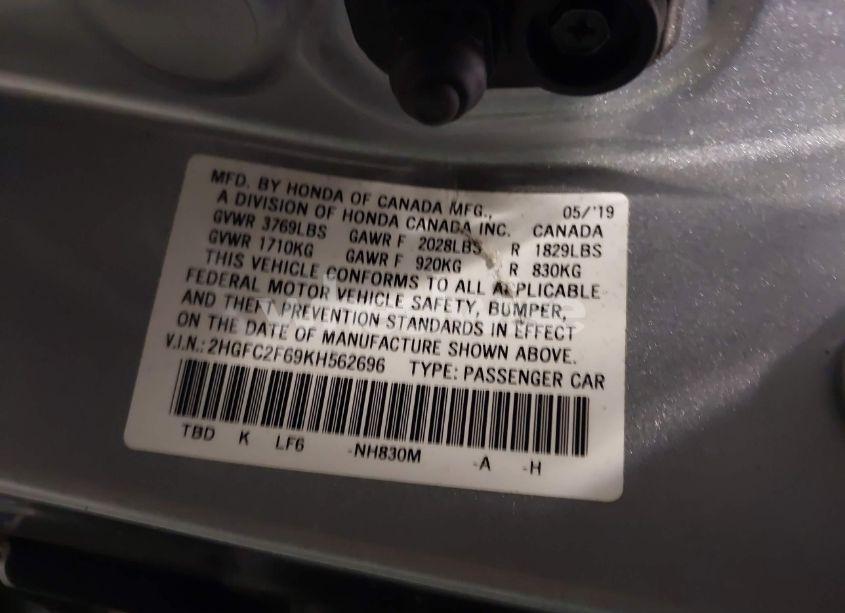 MFD. BY HONDA OF CANADA MFG., 05/'19
A DIVISION OF HONDA CANADA INC. CANADA
GVWR 3769LBS GAWR F 2028LBS R 1829LBS
GVWR 1710KG GAWR F 920KG R 830KG
THIS VEHICLE CONFORMS TO ALL APPLICABLE
FEDERAL MOTOR VEHICLE SAFETY, BUMPER,
AND THEFT PREVENTION STANDARDS IN EFFECT
ON THE DATE OF MANUFACTURE SHOWN ABOVE.
V.I.N.: 2HGFC2F69KH562696 TYPE: PASSENGER CAR
TBD K LF6 -NH830M -A -H